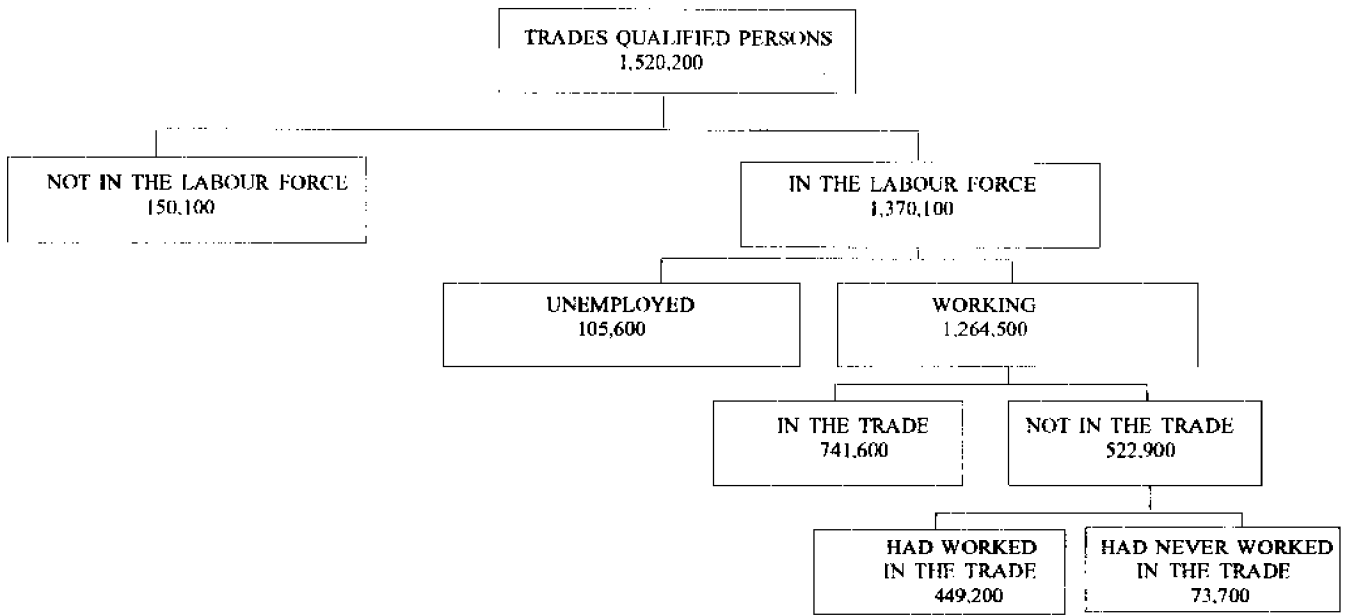 TRADES QUALIFIED PERSONS
1,520,200
NOT IN THE LABOUR FORCE
150,100
IN THE LABOUR FORCE
1,370,100
UNEMPLOYED
105,600
WORKING
1,264,500
IN THE TRADE
741,600
NOT IN THE TRADE
522,900
HAD WORKED
IN THE TRADE
449,200
HAD NEVER WORKED
IN THE TRADE
73,700